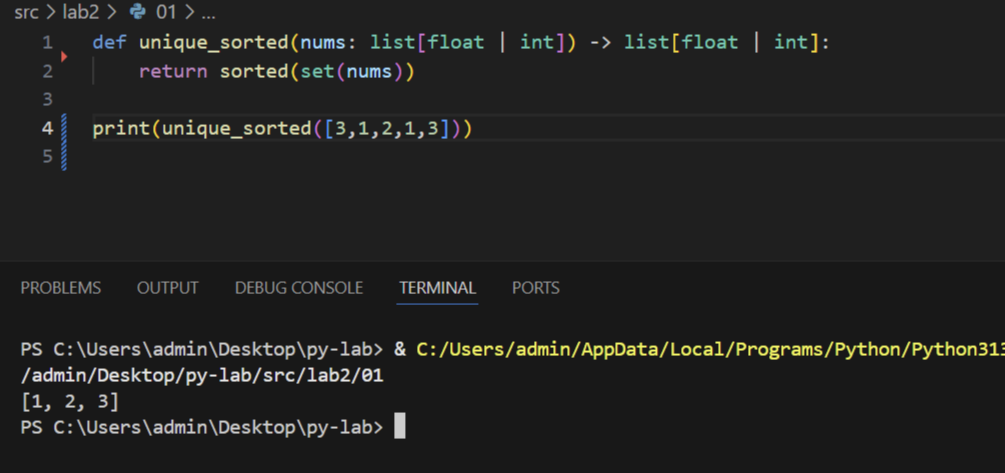 src > lab2 > 01 > ...
1 def unique_sorted(nums: list[float | int]) -> list[float | int]:
2     return sorted(set(nums))
3
4 print(unique_sorted([3,1,2,1,3]))
5
PROBLEMS OUTPUT DEBUG CONSOLE TERMINAL PORTS
PS C:\Users\admin\Desktop\py-lab> & C:/Users/admin/AppData/Local/Programs/Python/Python313
/admin/Desktop/py-lab/src/lab2/01
[1, 2, 3]
PS C:\Users\admin\Desktop\py-lab>